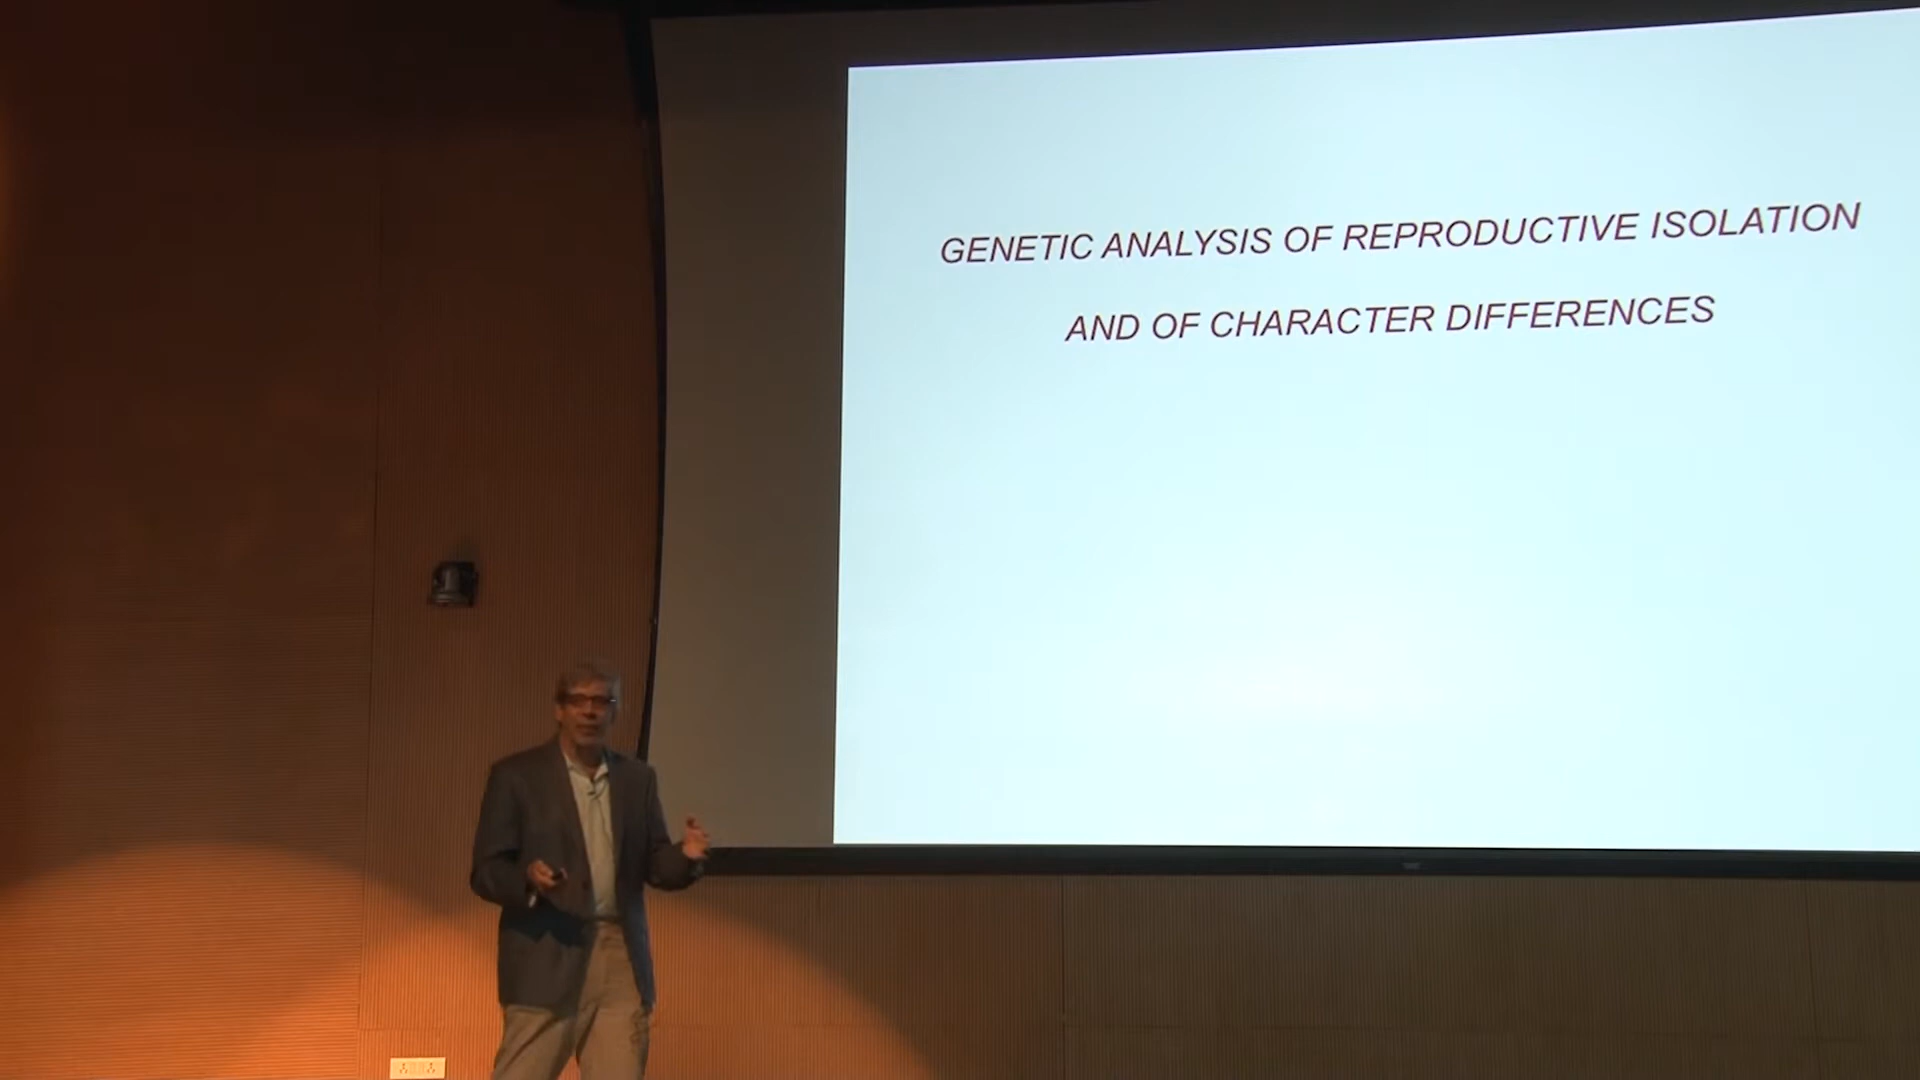 GENETIC ANALYSIS OF REPRODUCTIVE ISOLATION
AND OF CHARACTER DIFFERENCES